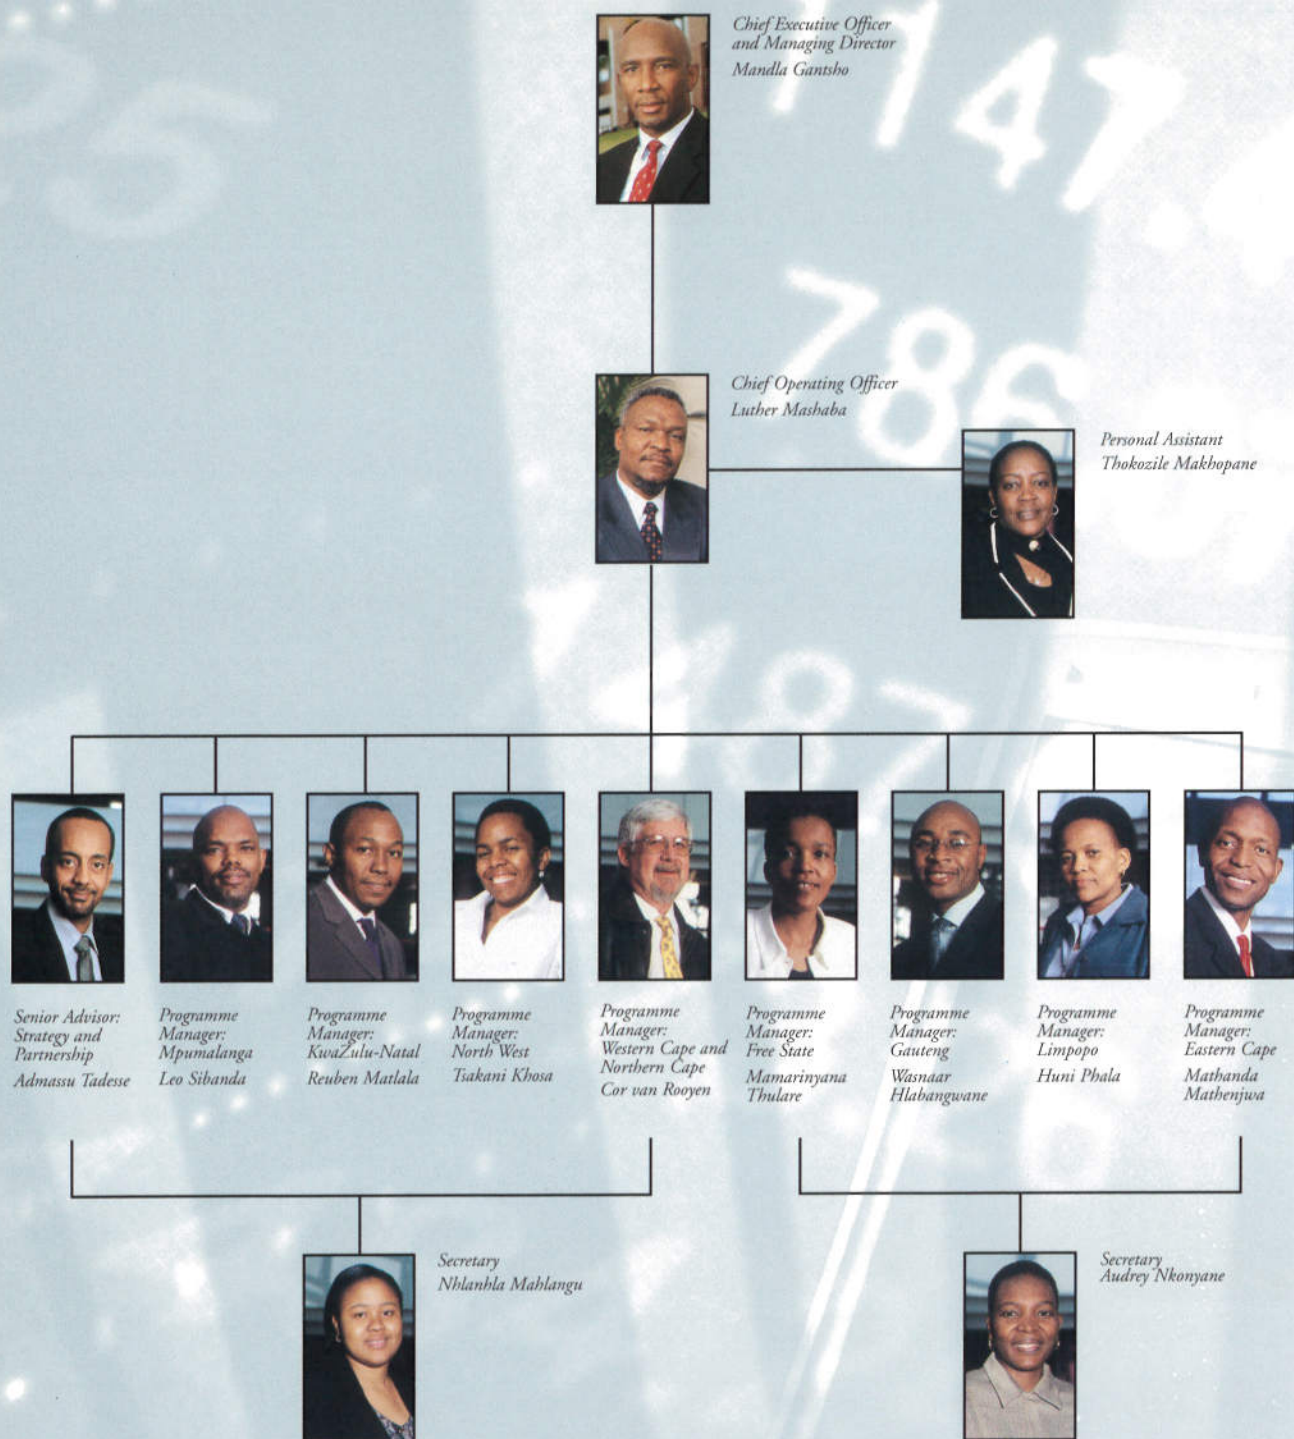 Chief Executive Officer
and Managing Director
Mandla Gantsho
147.
786
Chief Operating Officer
Luther Mashaba
Personal Assistant
Thokozile Makhopane
87
Senior Advisor:
Strategy and
Partnership
Admassu Tadesse
Programme
Manager:
Mpumalanga
Leo Sibanda
Programme
Manager:
KwaZulu-Natal
Reuben Matlala
Programme
Manager:
North West
Tsakani Khosa
Programme
Manager:
Western Cape and
Northern Cape
Cor van Rooyen
Programme
Manager:
Free State
Mamarinyana
Thulare
Programme
Manager:
Gauteng
Wasnaar
Hlabangwane
Programme
Manager:
Limpopo
Huni Phala
Programme
Manager:
Eastern Cape
Mathanda
Mathenjwa
Secretary
Nhlanhla Mahlangu
Secretary
Audrey Nkonyane